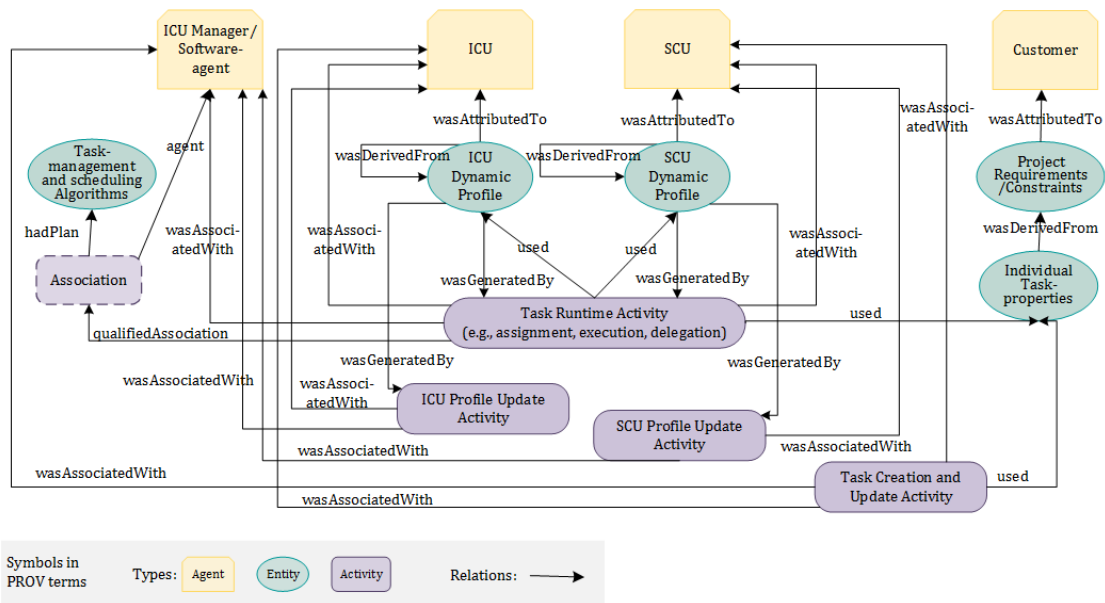 ICU Manager/
Software-
agent
ICU
SCU
Customer
wasAttributedTo
wasAttributedTo
wasAssoci-
atedWith
wasAttributedTo
agent
Task-
management
and scheduling
Algorithms
wasDerivedFrom
ICU
Dynamic
Profile
wasDerivedFrom
SCU
Dynamic
Profile
Project
Requirements
/Constraints
hadPlan
wasAssoci-
atedWith
wasAssoci-
atedWith
used
used
wasAssoci-
atedWith
wasDerivedFrom
Association
wasGeneratedBy
wasGeneratedBy
Individual
Task-
properties
qualifiedAssociation
Task Runtime Activity
(e.g., assignment, execution, delegation)
used
wasGeneratedBy
wasGeneratedBy
wasAssociatedWith
wasAssoci-
atedWith
ICU Profile Update
Activity
SCU Profile Update
Activity
wasAssociatedWith
wasAssociatedWith
wasAssociatedWith
Task Creation and
Update Activity
used
Symbols in
PROV terms
Types:
Agent
Entity
Activity
Relations: